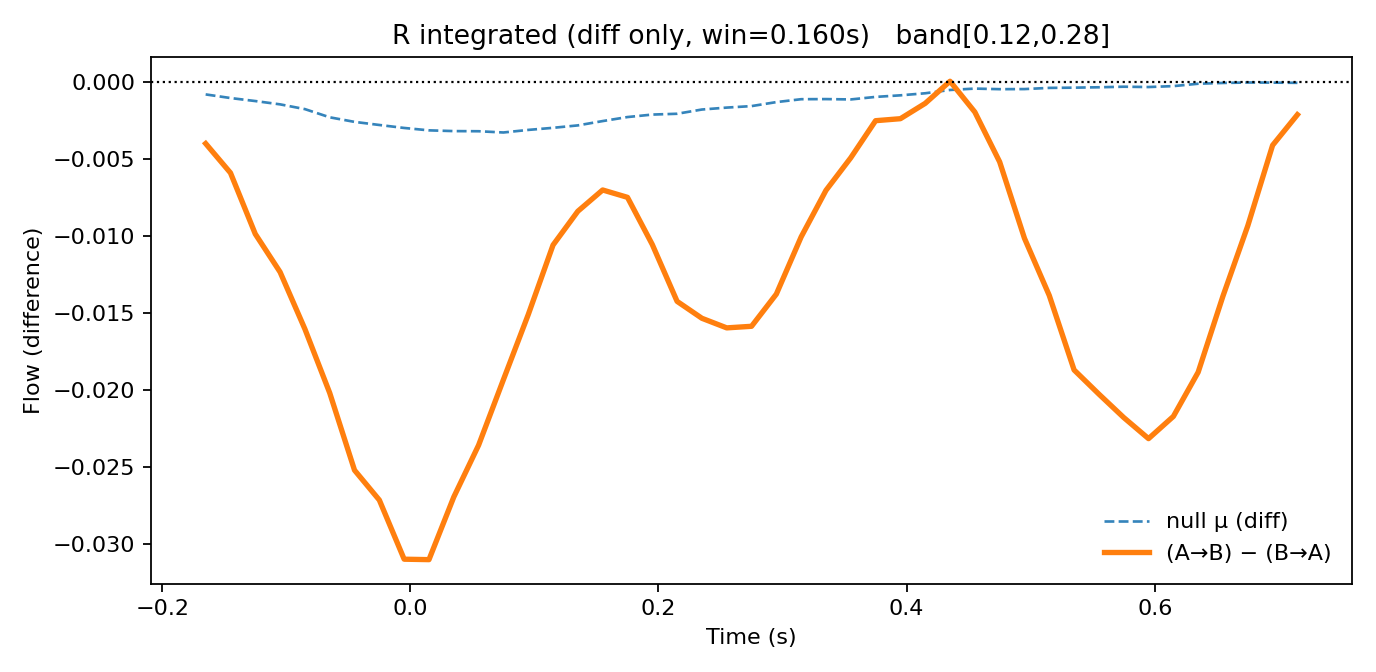 R integrated (diff only, win=0.160s)   band[0.12,0.28]
Flow (difference)
0.000
−0.005
−0.010
−0.015
−0.020
−0.025
−0.030
null μ (diff)
(A→B) − (B→A)
−0.2 0.0 0.2 0.4 0.6
Time (s)